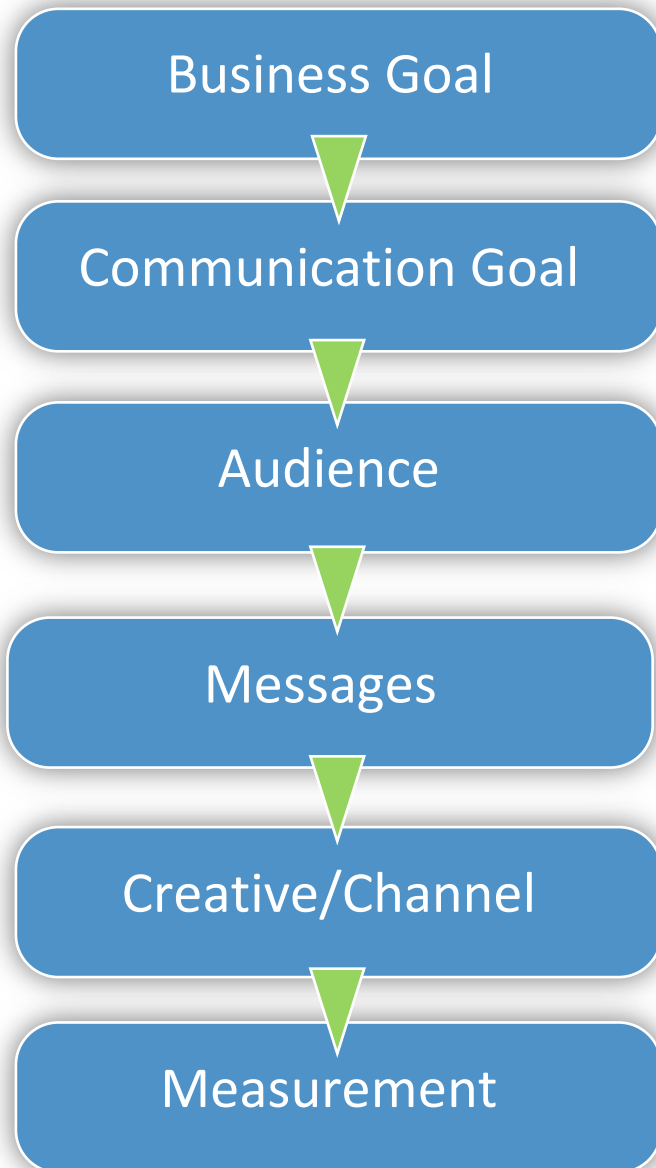 Business Goal
Communication Goal
Audience
Messages
Creative/Channel
Measurement